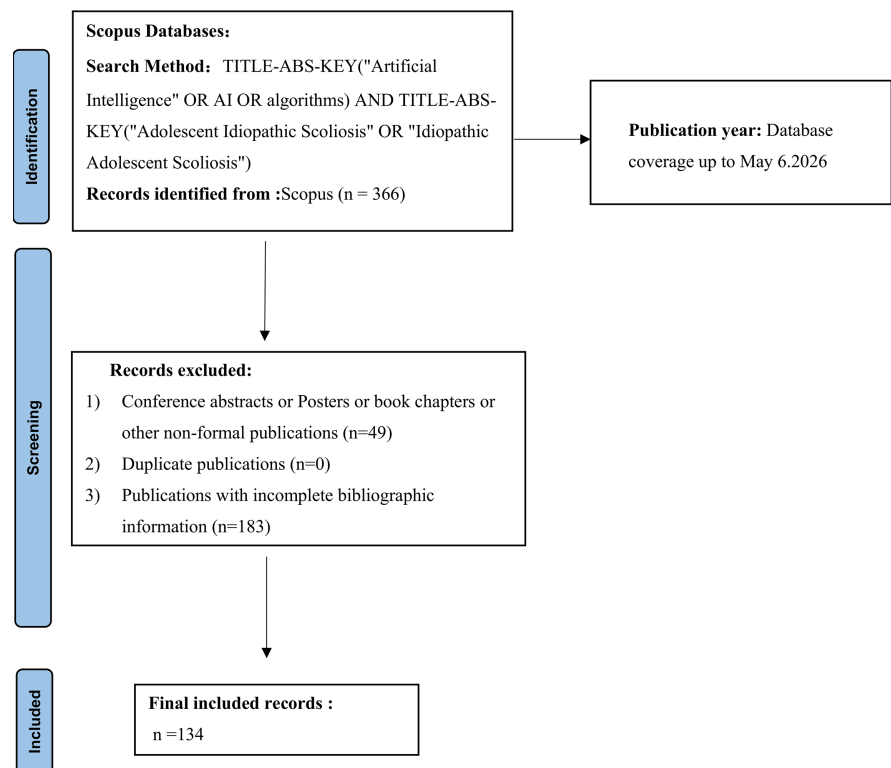 Identification
Scopus Databases：
Search Method： TITLE-ABS-KEY("Artificial
Intelligence" OR AI OR algorithms) AND TITLE-ABS-
KEY("Adolescent Idiopathic Scoliosis" OR "Idiopathic
Adolescent Scoliosis")
Records identified from :Scopus (n = 366)
Publication year: Database
coverage up to May 6.2026
Screening
Records excluded:
1) Conference abstracts or Posters or book chapters or
other non-formal publications (n=49)
2) Duplicate publications (n=0)
3) Publications with incomplete bibliographic
information (n=183)
Included
Final included records :
n =134